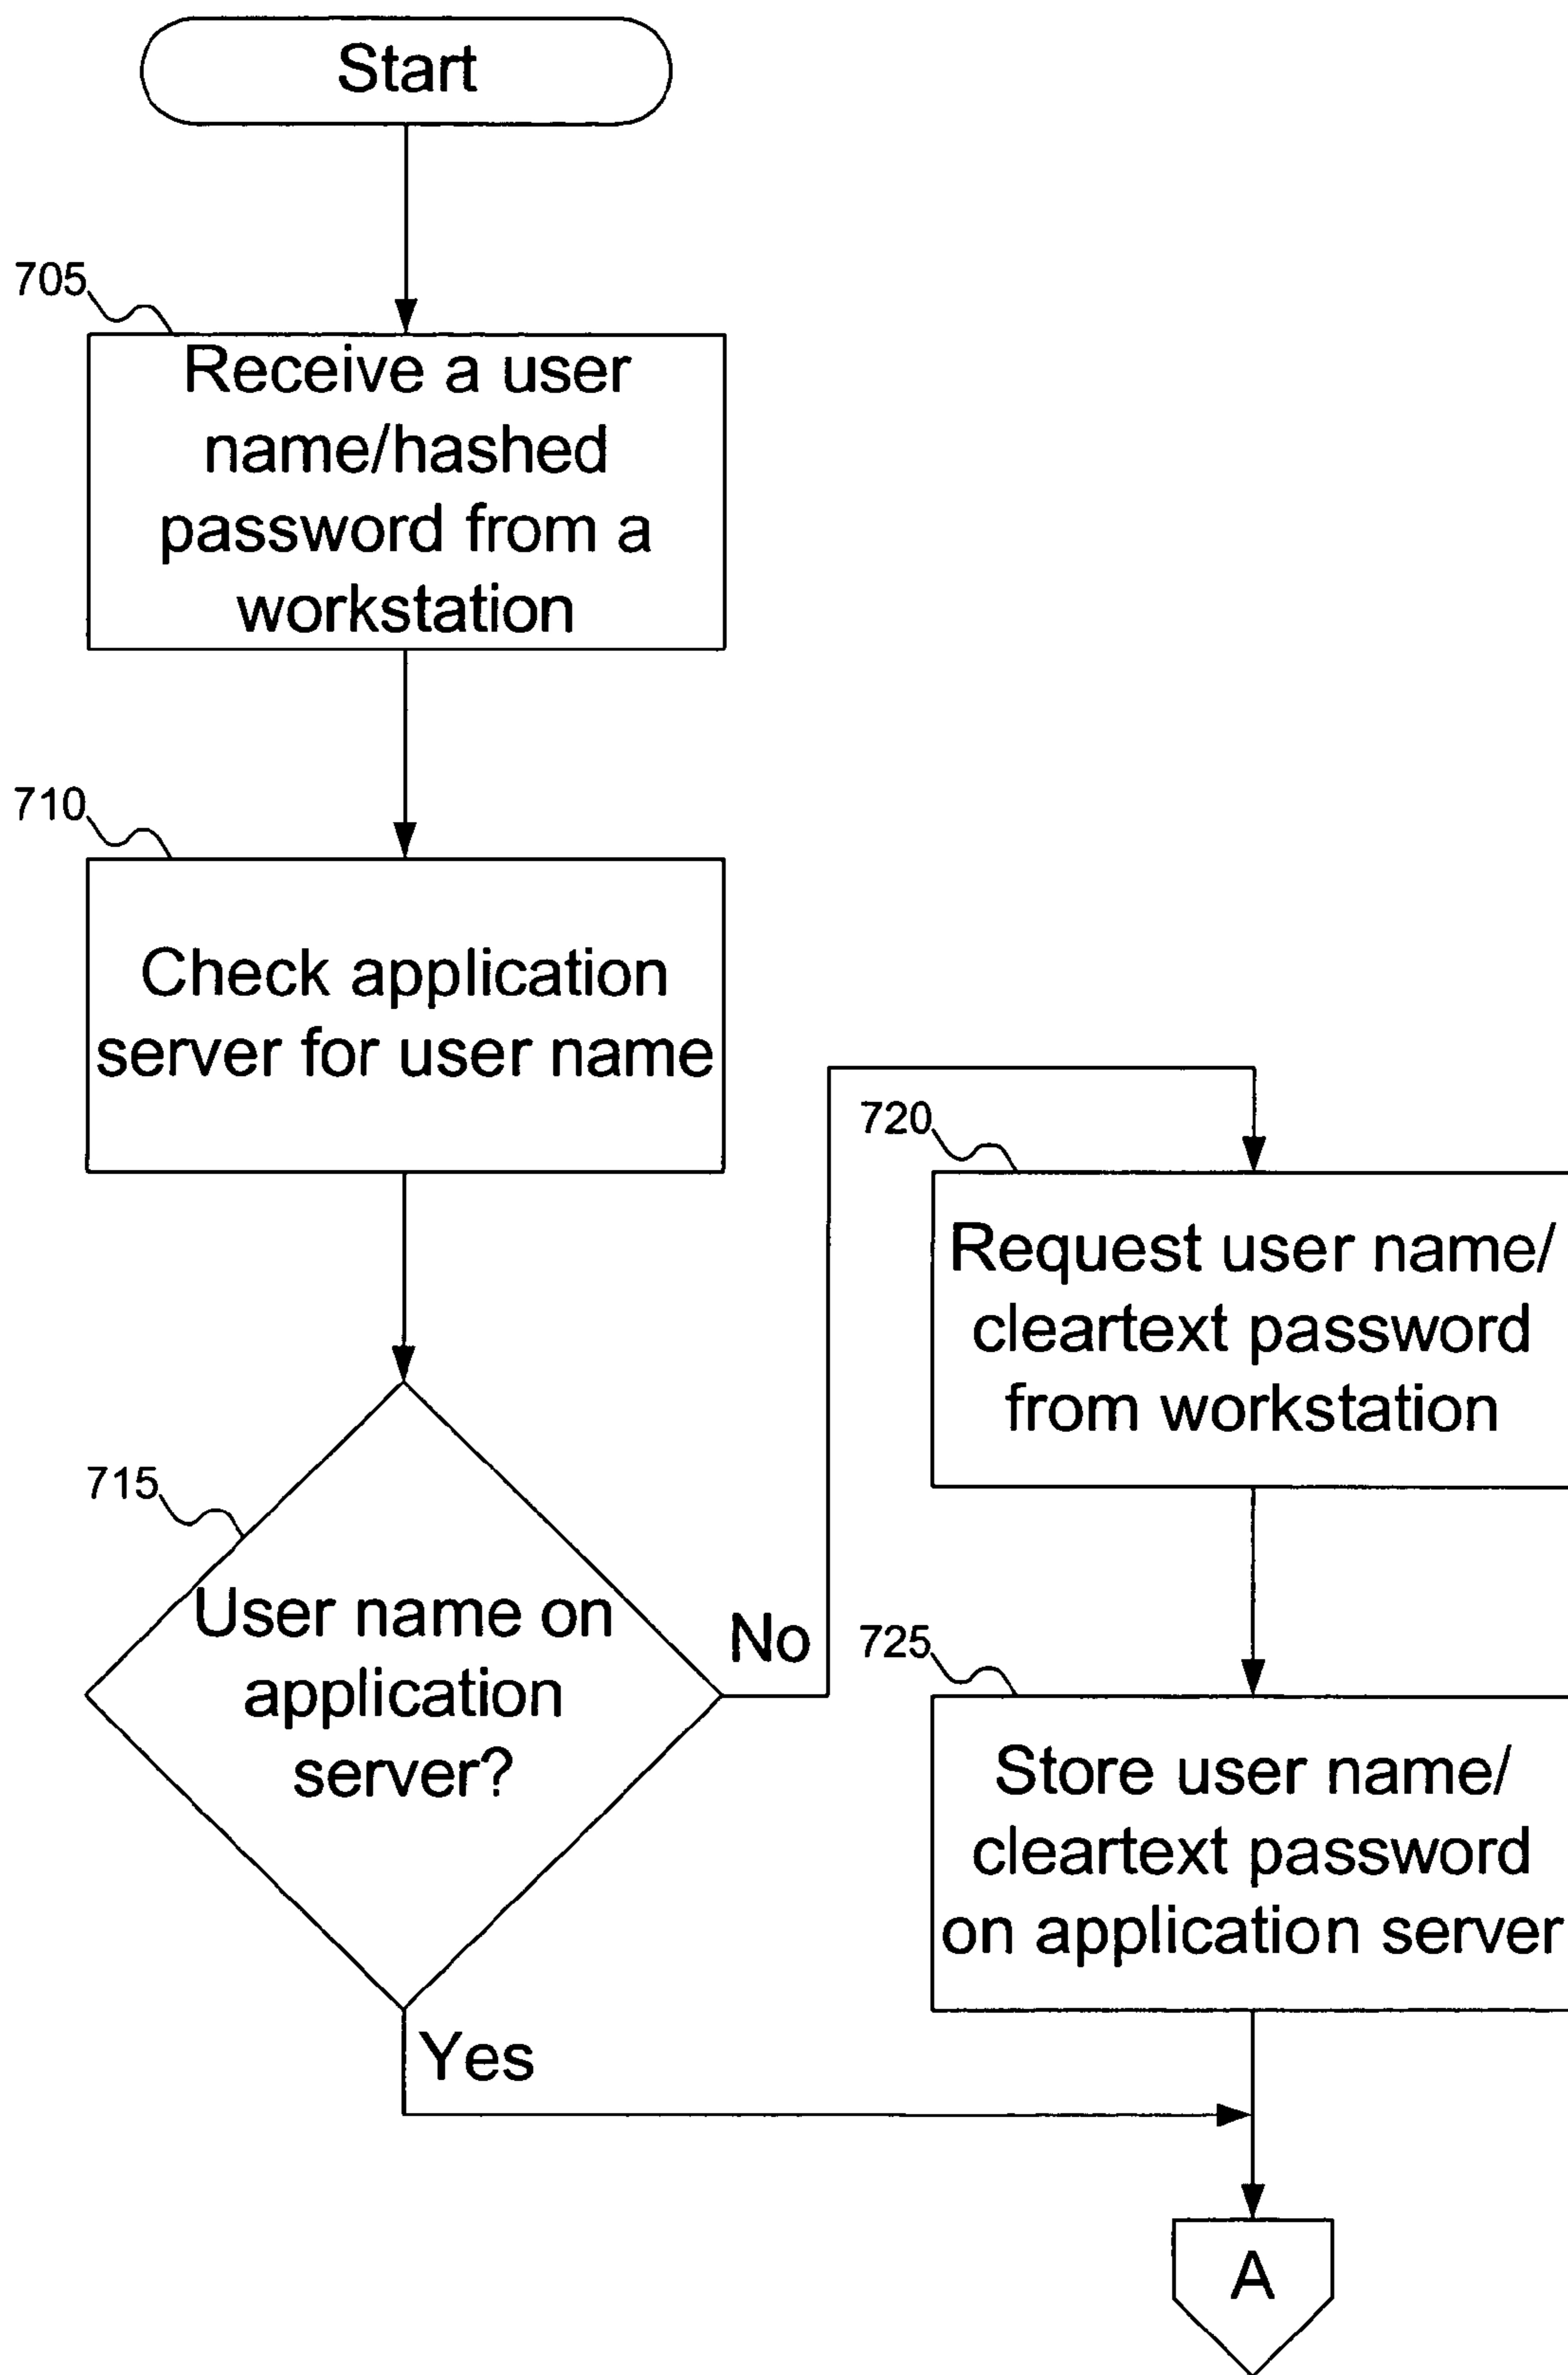 Start
705
Receive a user
name/hashed
password from a
workstation
710
Check application
server for user name
715
User name on
application
server?
No
Yes
720
Request user name/
cleartext password
from workstation
725
Store user name/
cleartext password
on application server
A